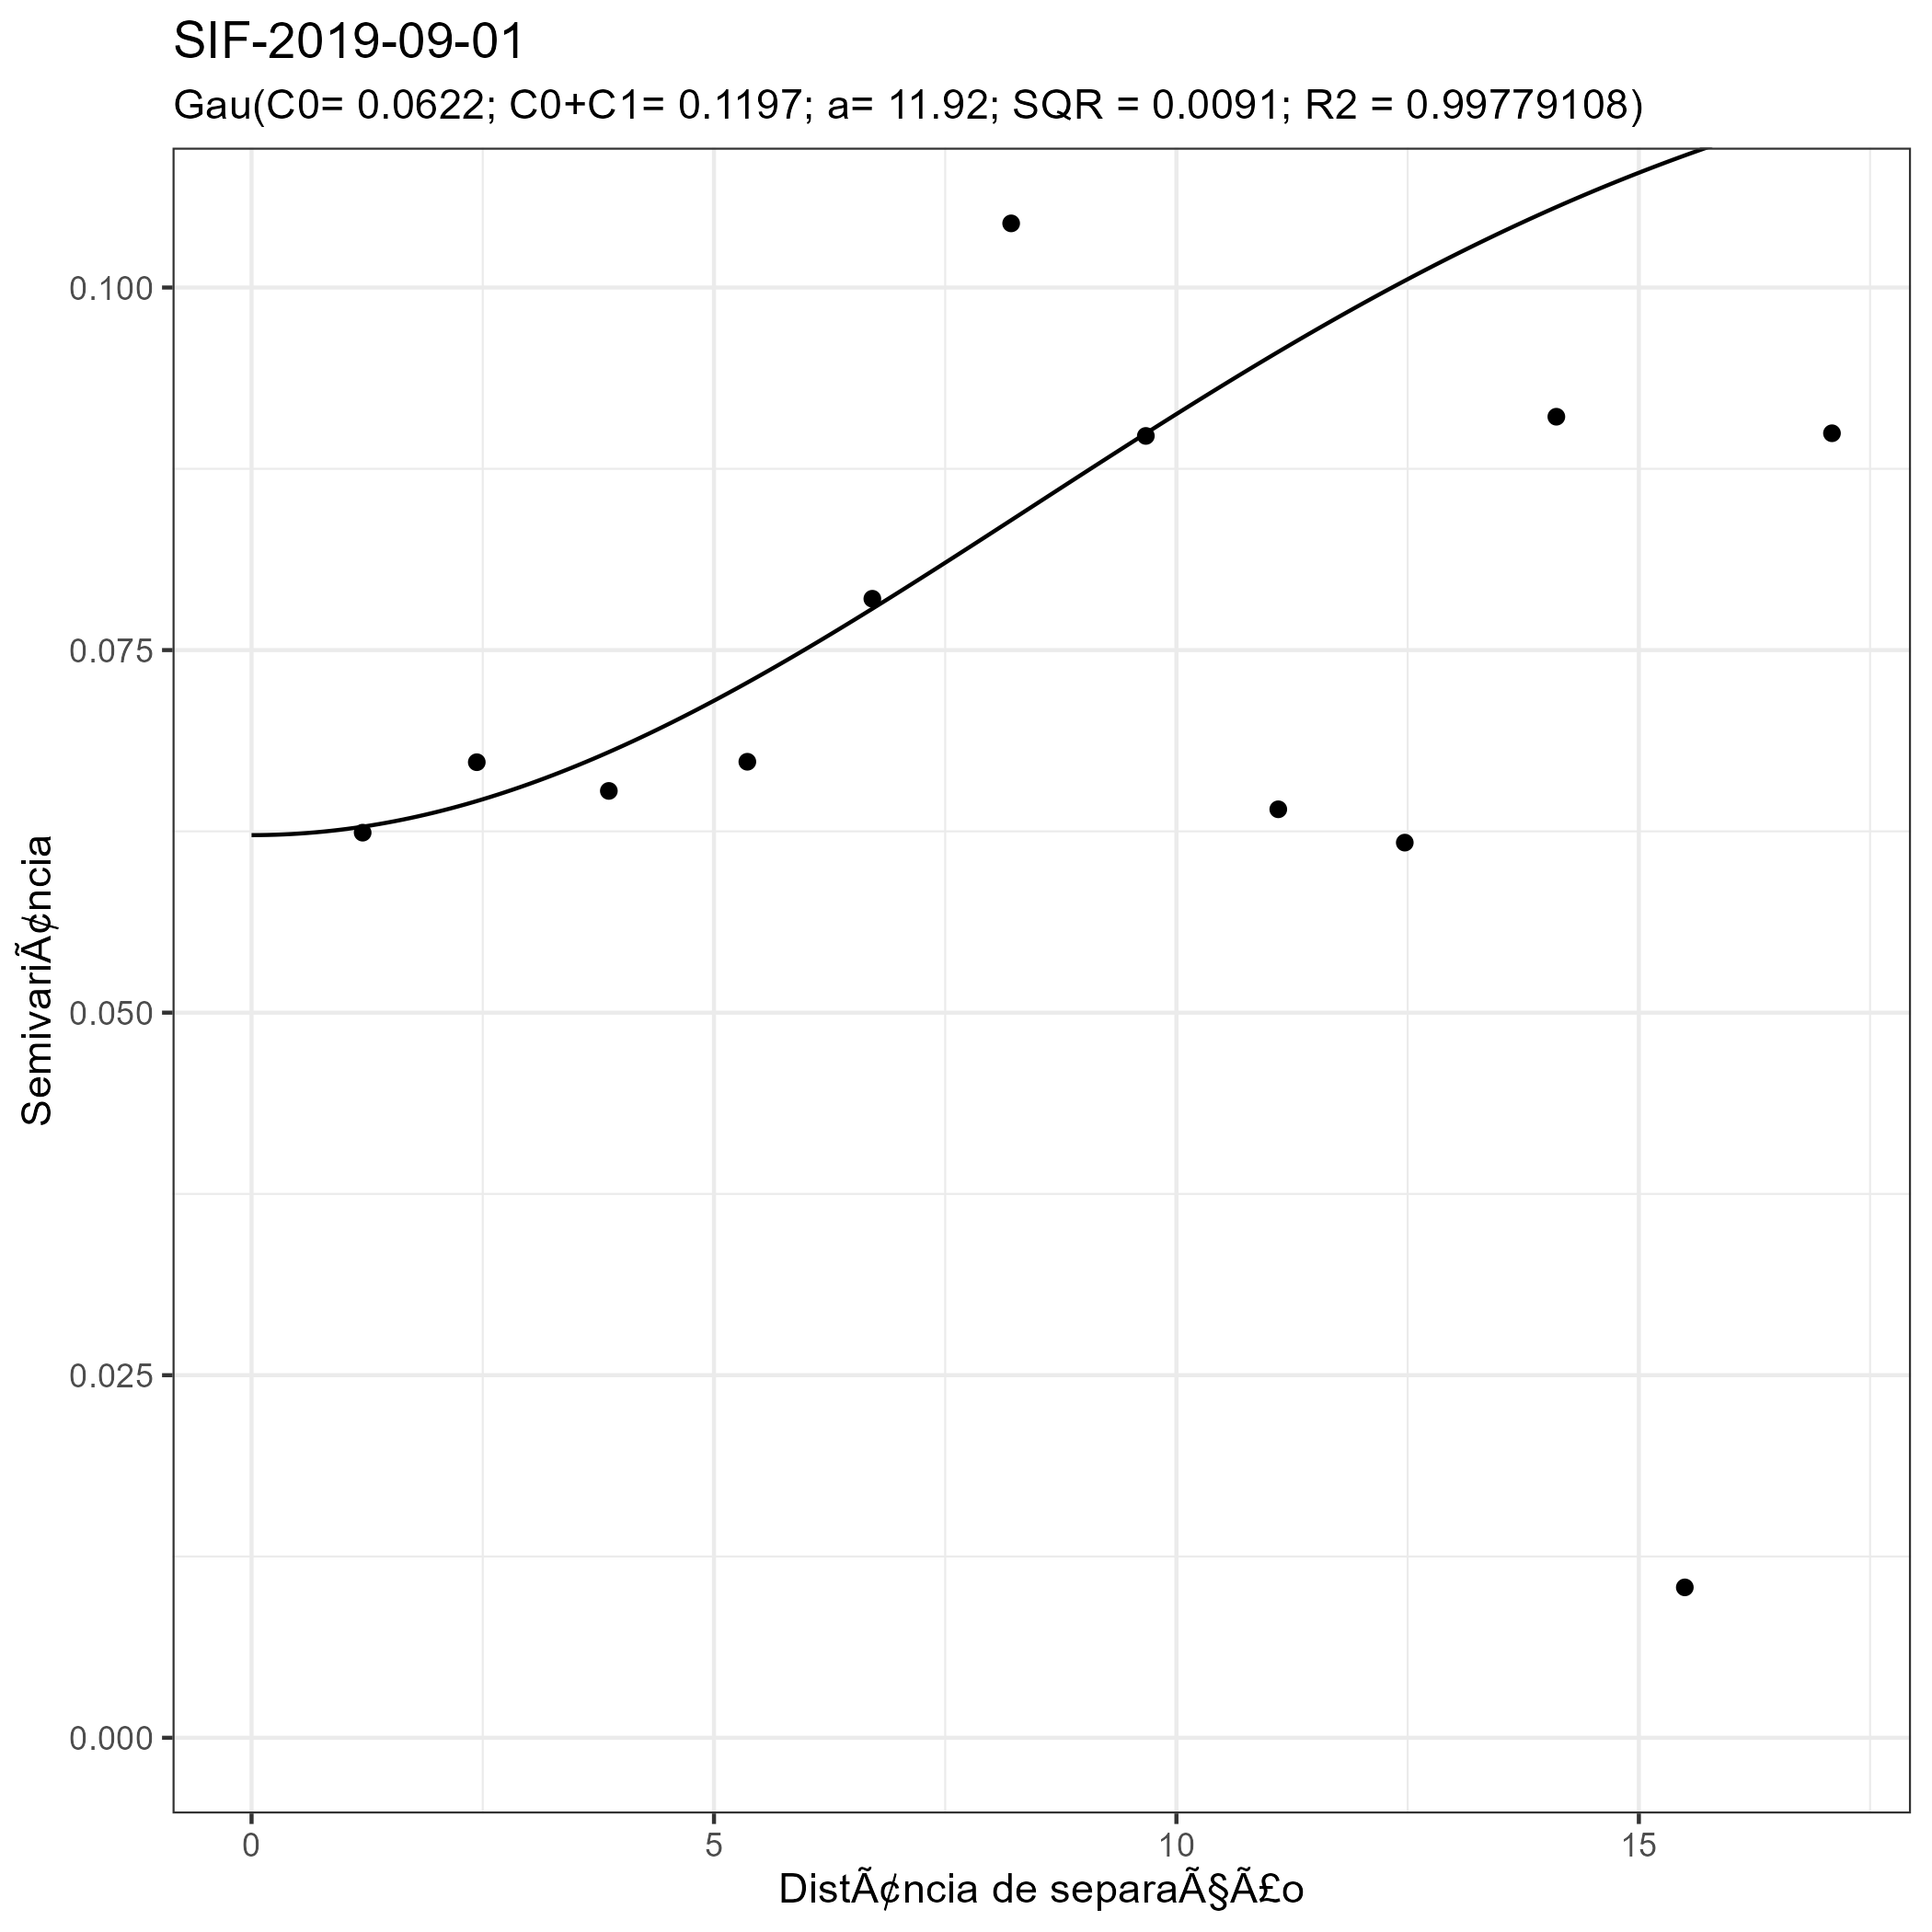 SIF-2019-09-01
Gau(C0= 0.0622; C0+C1= 0.1197; a= 11.92; SQR = 0.0091; R2 = 0.99779108)
SemivariÃ¢ncia
0.100
0.075
0.050
0.025
0.000
0 5 10 15
DistÃ¢ncia de separaÃ§Ã£o